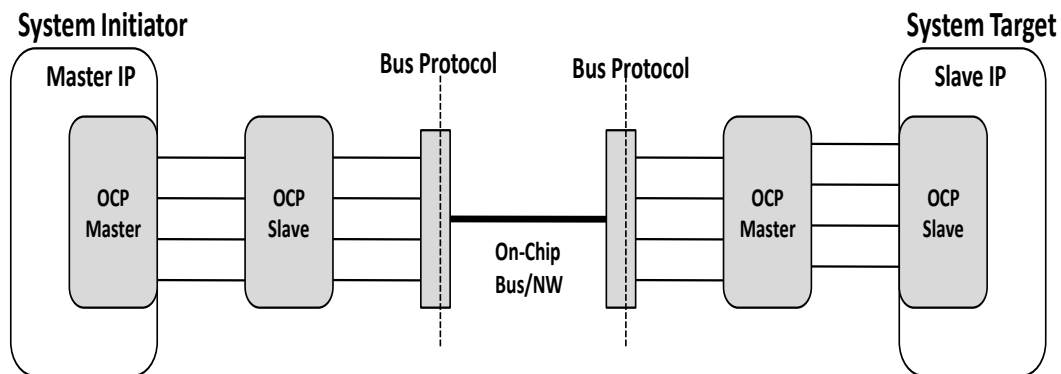 System Initiator
System Target
Bus Protocol
Bus Protocol
Master IP
Slave IP
OCP
Master
OCP
Slave
OCP
Master
OCP
Slave
On-Chip
Bus/NW